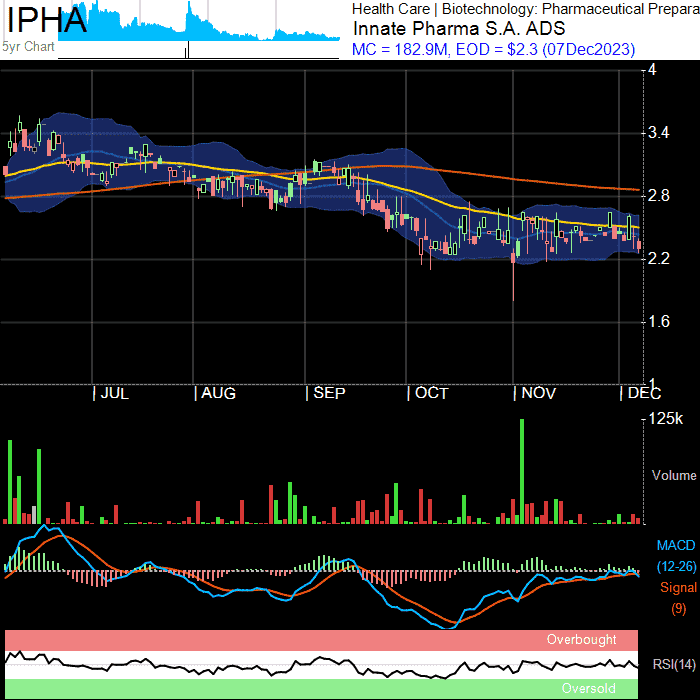 IPHA
5yr Chart
Health Care | Biotechnology: Pharmaceutical Prepara
Innate Pharma S.A. ADS
MC = 182.9M, EOD = $2.3 (07Dec2023)
4
3.4
2.8
2.2
1.6
1
| JUL | AUG | SEP | OCT | NOV | DEC
125k
Volume
MACD
(12-26)
Signal
(9)
Overbought
RSI(14)
Oversold